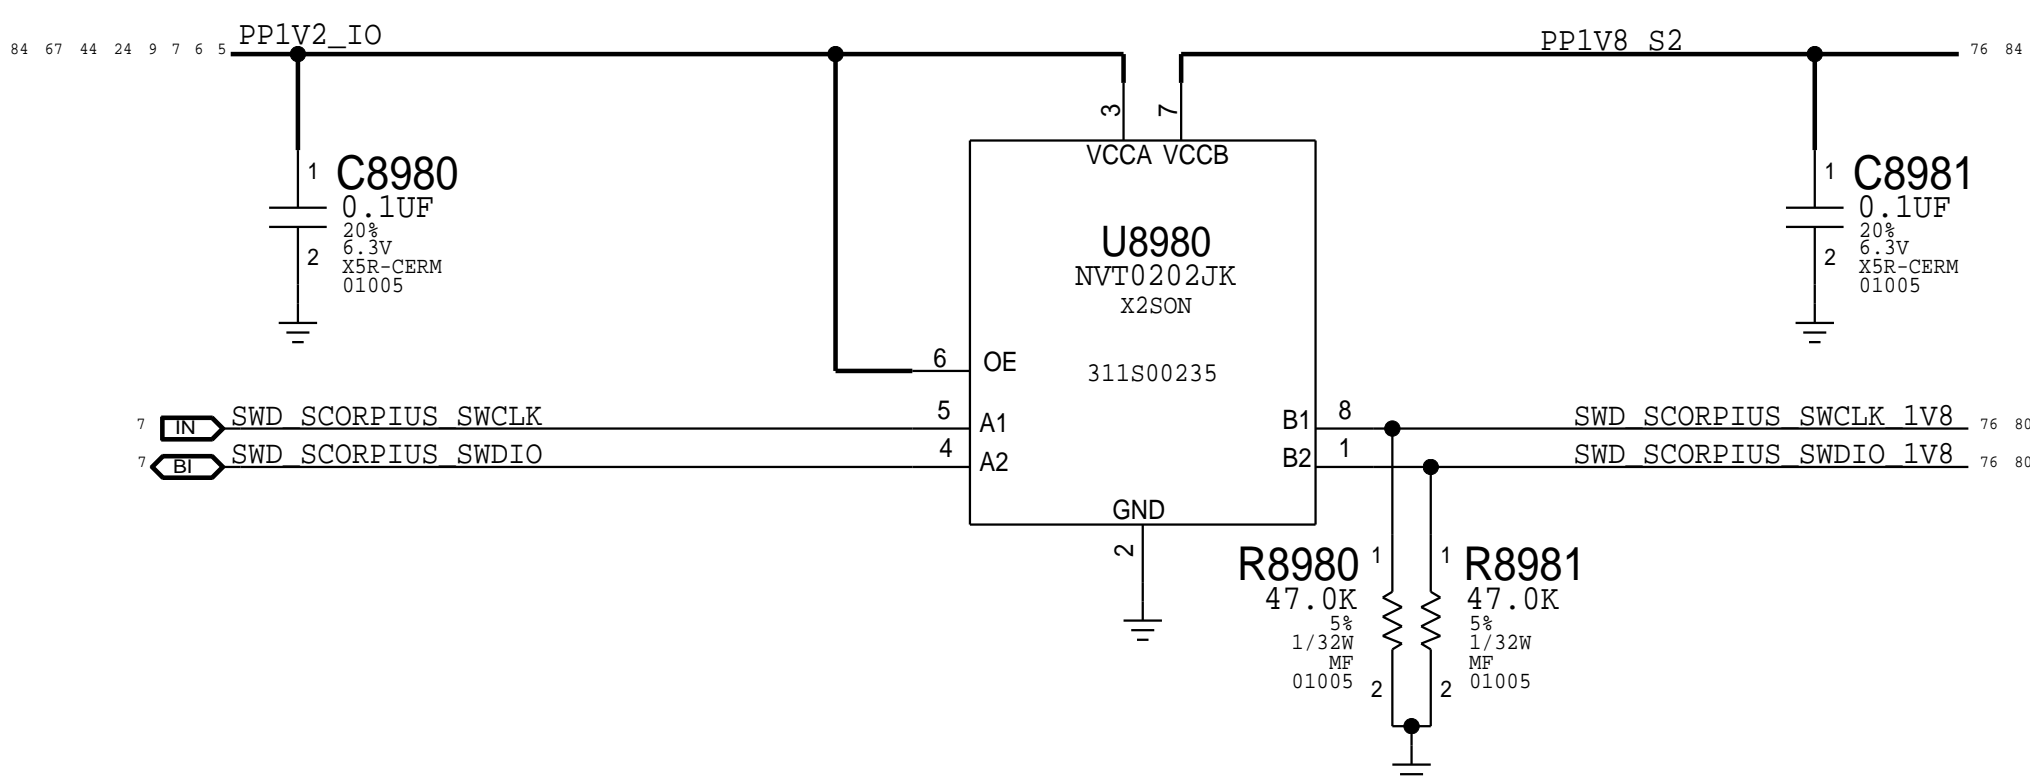 PP1V2_IO
84 67 44 24 9 7 6 5
PP1V8_S2
76 84
3
7
VCCA VCCB
1
C8980
0.1UF
20%
6.3V
2
X5R-CERM
01005
U8980
NVT0202JK
X2SON
311S00235
1
C8981
0.1UF
20%
6.3V
2
X5R-CERM
01005
6
OE
7 IN SWD_SCORPIUS_SWCLK
5
A1
7 BI SWD_SCORPIUS_SWDIO
4
A2
B1
8
SWD_SCORPIUS_SWCLK_1V8
76 80
B2
1
SWD_SCORPIUS_SWDIO_1V8
76 80
GND
2
R8980
1
47.0K
5%
1/32W
MF
01005
2
1
R8981
47.0K
5%
1/32W
MF
01005
2